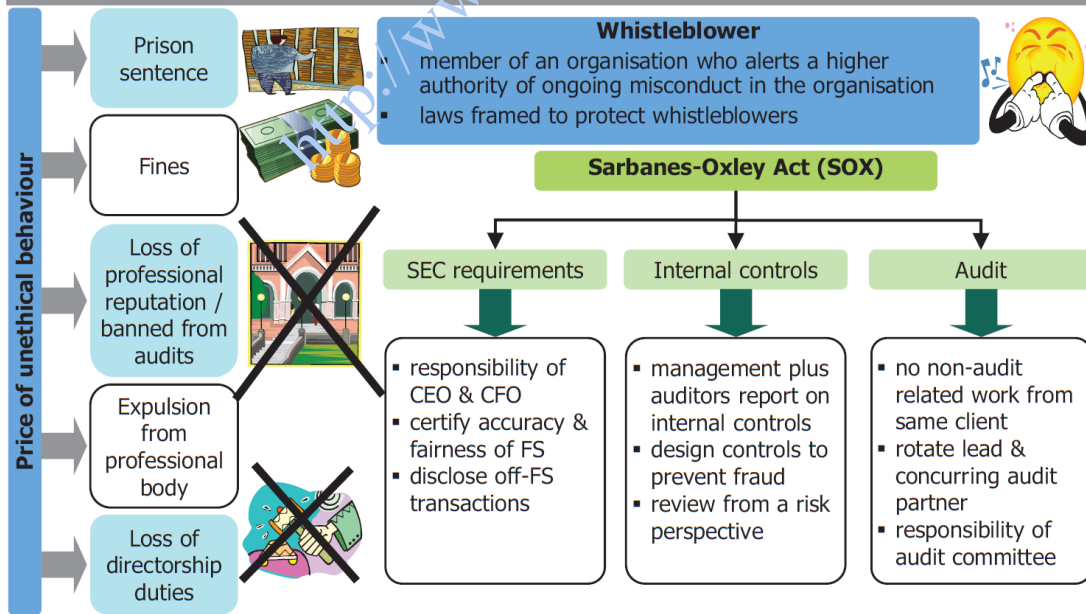 Price of unethical behaviour
Prison
sentence
Fines
Loss of
professional
reputation /
banned from
audits
Expulsion
from
professional
body
Loss of
directorship
duties
http://www
Whistleblower
▪ member of an organisation who alerts a higher
authority of ongoing misconduct in the organisation
▪ laws framed to protect whistleblowers
Sarbanes-Oxley Act (SOX)
SEC requirements
▪ responsibility of
CEO & CFO
▪ certify accuracy &
fairness of FS
▪ disclose off-FS
transactions
Internal controls
▪ management plus
auditors report on
internal controls
▪ design controls to
prevent fraud
▪ review from a risk
perspective
Audit
▪ no non-audit
related work from
same client
▪ rotate lead &
concurring audit
partner
▪ responsibility of
audit committee